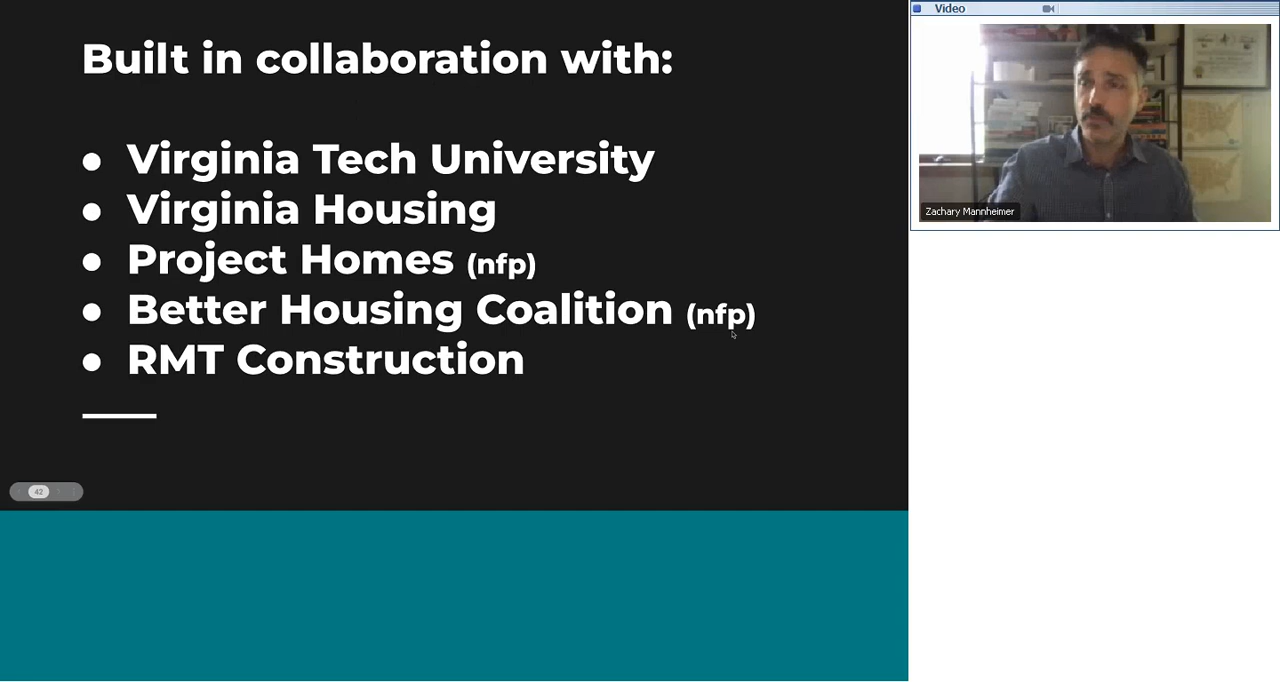 Built in collaboration with:
● Virginia Tech University
● Virginia Housing
● Project Homes (nfp)
● Better Housing Coalition (nfp)
● RMT Construction
42
Video
Zachary Mannheimer